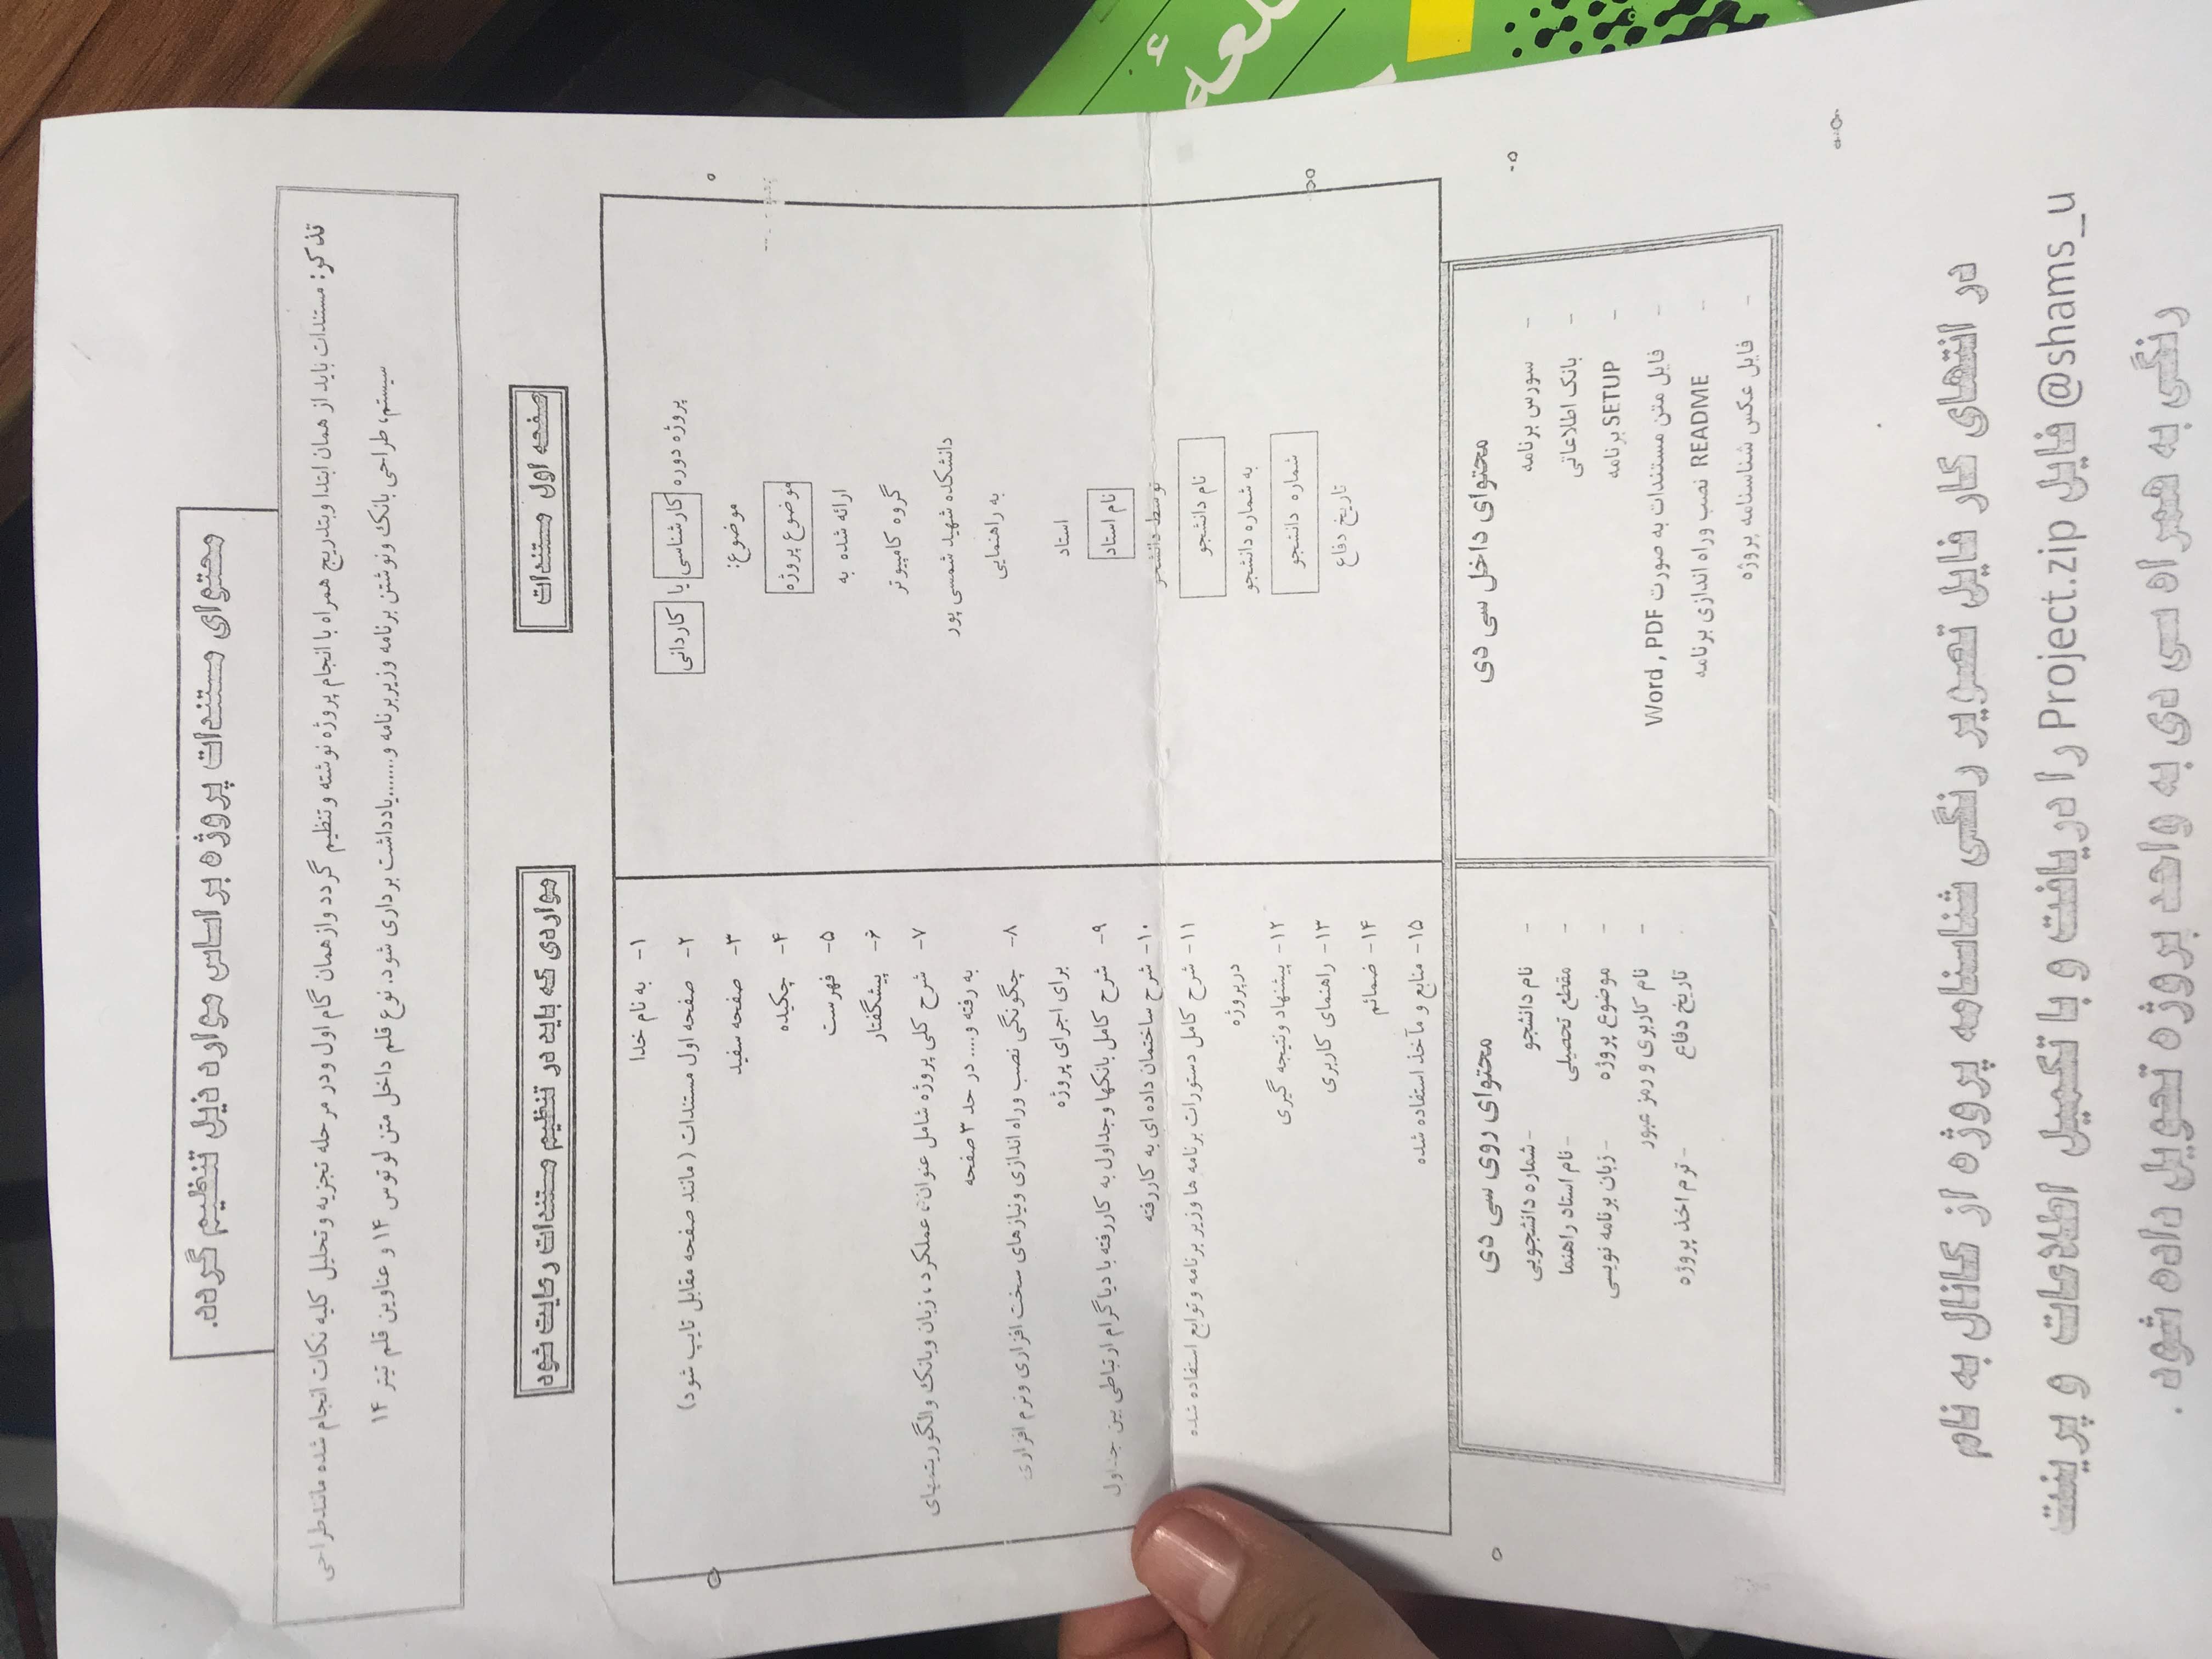 محتوای مستندات پروژه بر اساس موارد ذیل تنظیم گردد.
تذکر: مستندات باید از همان ابتدا وبتدریج همراه با انجام پروژه نوشته وتنظیم گردد وازهمان گام اول ودر مرحله تجزیه وتحلیل کلیه نکات انجام شده مانندطراحی
سیستم، طراحی بانک ونوشتن برنامه وزیربرنامه و.......یادداشت برداری شود. نوع قلم داخل متن لوتوس ۱۴ و عناوین قلم تیتر ۱۴
صفحه اول مستندات
پروژه دوره کارشناسی یا کاردانی
موضوع:
موضوع پروژه
ارائه شده به
گروه کامپیوتر
دانشکده شهید شمسی پور
به راهنمایی
استاد
نام استاد
توسط دانشجو
نام دانشجو
به شماره دانشجو
شماره دانشجو
تاریخ دفاع
مواردی که باید در تنظیم مستندات رعایت شود
۱- به نام خدا
۲- صفحه اول مستندات ( مانند صفحه مقابل تایپ شود)
۳- صفحه سفید
۴- چکیده
۵- فهرست
۶- پیشگفتار
۷- شرح کلی پروژه شامل عنوان، عملکرد ، زبان وبانک والگوریتمهای
به رفته و.... در حد ۳ صفحه
۸- چگونگی نصب وراه اندازی ونیازهای سخت افزاری ونرم افزاری
برای اجرای پروژه
۹- شرح کامل بانکها وجداول به کاررفته با دیاگرام ارتباطی بین جداول
۱۰- شرح ساختمان داده ای به کاررفته
۱۱- شرح کامل دستورات برنامه ها وزیر برنامه وتوابع استفاده شده
درپروژه
۱۲- پیشنهاد ونتیجه گیری
۱۳- راهنمای کاربری
۱۴- ضمائم
۱۵- منابع و مآخذ استفاده شده
محتوای داخل سی دی
- سورس برنامه
- بانک اطلاعاتی
- SETUP برنامه
- فایل متن مستندات به صورت Word , PDF
- README نصب وراه اندازی برنامه
- فایل عکس شناسنامه پروژه
محتوای روی سی دی
- نام دانشجو - شماره دانشجویی
- مقطع تحصیلی - نام استاد راهنما
- موضوع پروژه - زبان برنامه نویسی
- نام کاربری و رمز عبور
تاریخ دفاع - ترم اخذ پروژه
در انتهای کار فایل تصویر رنگی شناسنامه پروژه از کانال به نام
@shams_u فایل Project.zip را دریافت و با تکمیل اطلاعات و پرینت
رنگی به همراه سی دی به واحد پروژه تحویل داده شود .